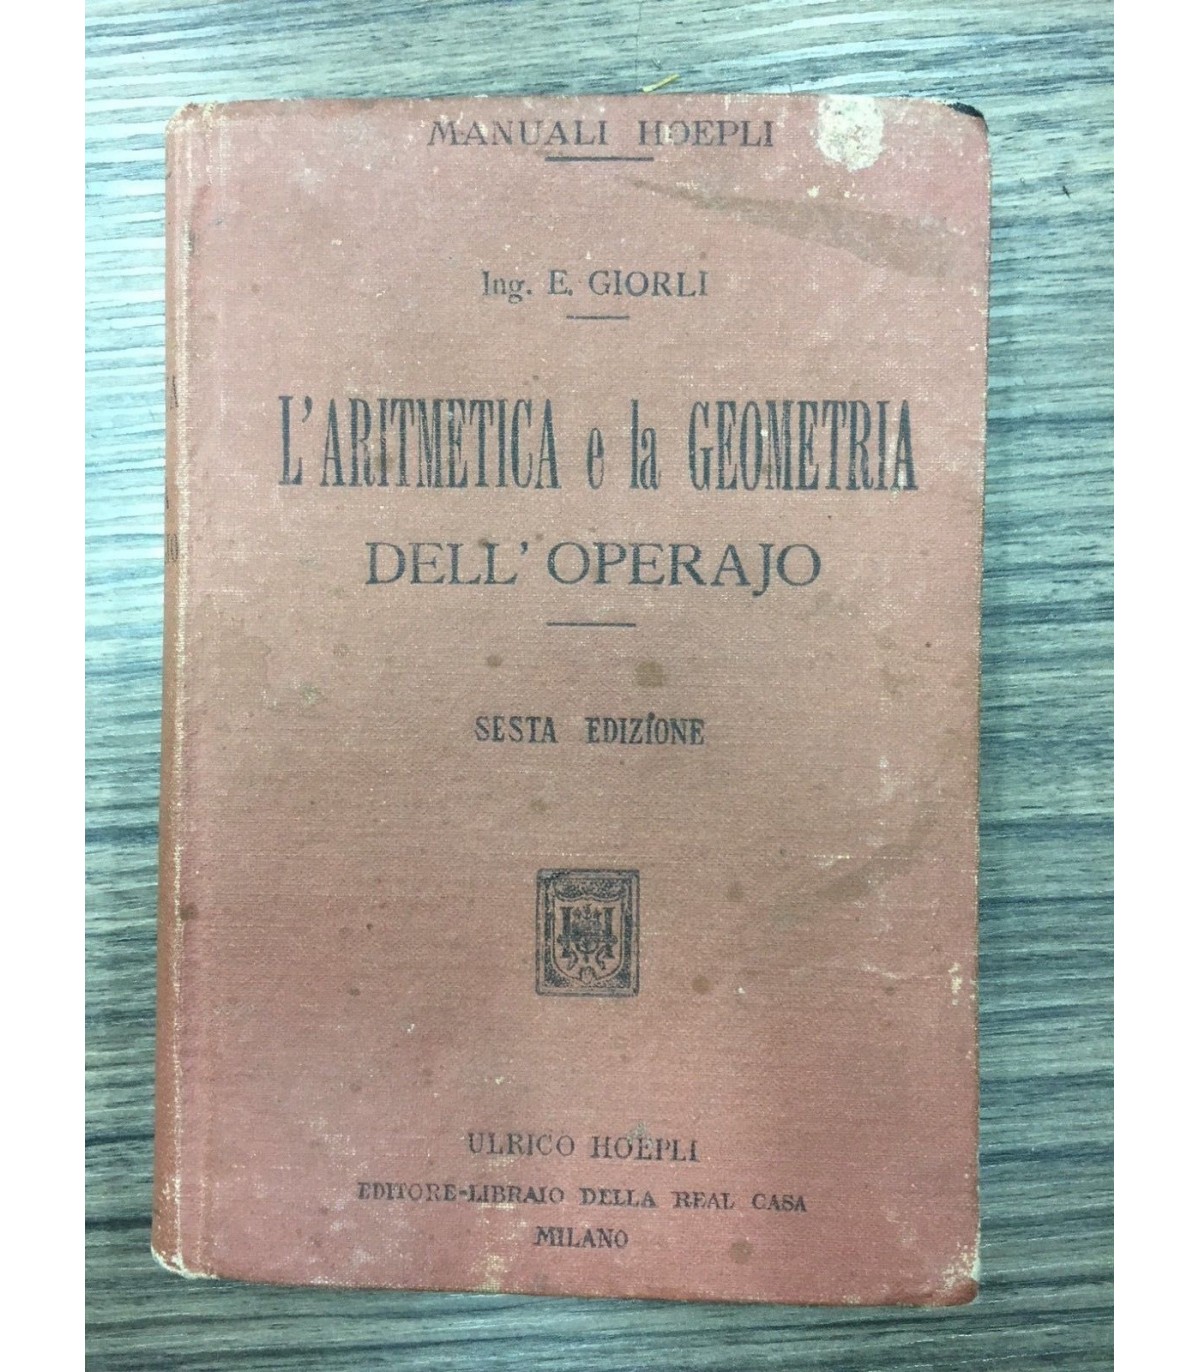 MANUALI HOEPLI
Ing. E. GIORLI
L'ARITMETICA e la GEOMETRIA
DELL'OPERAJO
SESTA EDIZIONE
ULRICO HOEPLI
EDITORE-LIBRAIO DELLA REAL CASA
MILANO